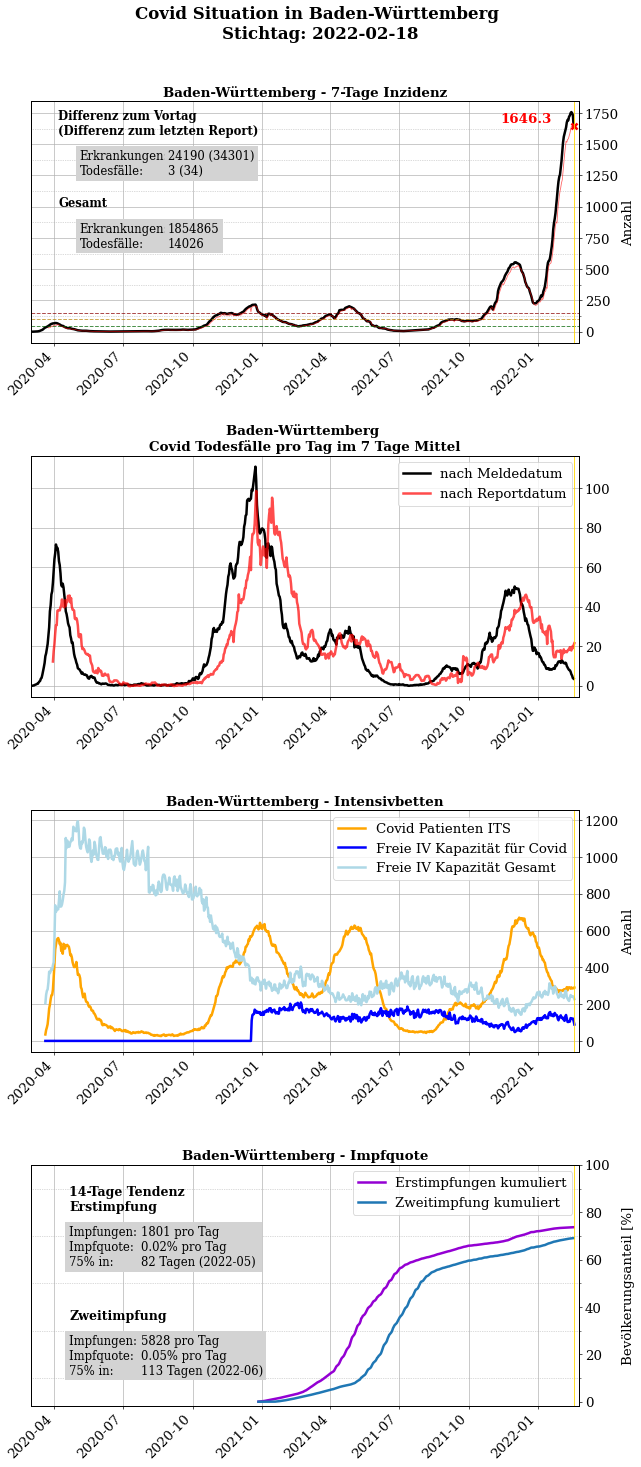 Covid Situation in Baden-Württemberg
Stichtag: 2022-02-18
Baden-Württemberg - 7-Tage Inzidenz
Differenz zum Vortag
(Differenz zum letzten Report)
Erkrankungen 24190 (34301)
Todesfälle: 3 (34)
Gesamt
Erkrankungen 1854865
Todesfälle: 14026
1646.3
1750
1500
1250
1000
750
500
250
0
Anzahl
2020-04
2020-07
2020-10
2021-01
2021-04
2021-07
2021-10
2022-01
Baden-Württemberg
Covid Todesfälle pro Tag im 7 Tage Mittel
nach Meldedatum
nach Reportdatum
100
80
60
40
20
0
2020-04
2020-07
2020-10
2021-01
2021-04
2021-07
2021-10
2022-01
Baden-Württemberg - Intensivbetten
Covid Patienten ITS
Freie IV Kapazität für Covid
Freie IV Kapazität Gesamt
1200
1000
800
600
400
200
0
Anzahl
2020-04
2020-07
2020-10
2021-01
2021-04
2021-07
2021-10
2022-01
Baden-Württemberg - Impfquote
14-Tage Tendenz
Erstimpfung
Impfungen: 1801 pro Tag
Impfquote: 0.02% pro Tag
75% in: 82 Tagen (2022-05)
Zweitimpfung
Impfungen: 5828 pro Tag
Impfquote: 0.05% pro Tag
75% in: 113 Tagen (2022-06)
Erstimpfungen kumuliert
Zweitimpfung kumuliert
100
80
60
40
20
0
Bevölkerungsanteil [%]
2020-04
2020-07
2020-10
2021-01
2021-04
2021-07
2021-10
2022-01